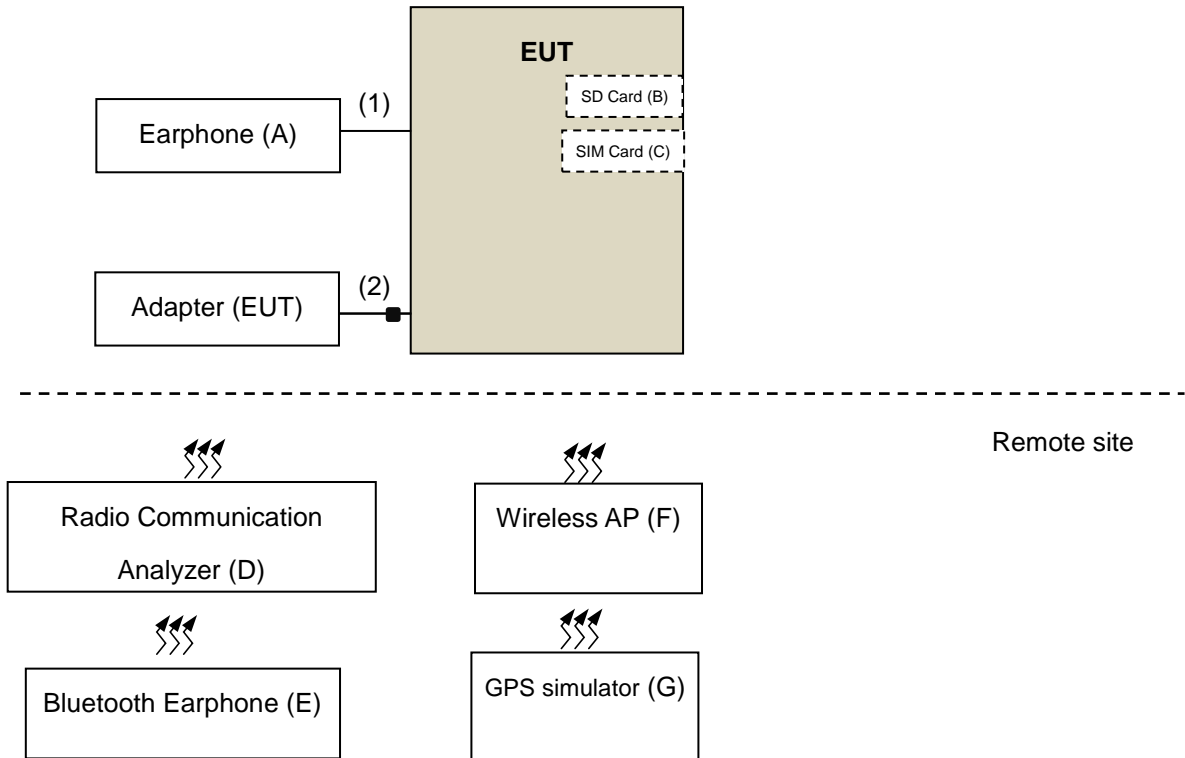 EUT
SD Card (B)
(1)
Earphone (A)
SIM Card (C)
(2)
Adapter (EUT)
Remote site
Radio Communication
Analyzer (D)
Wireless AP (F)
Bluetooth Earphone (E)
GPS simulator (G)